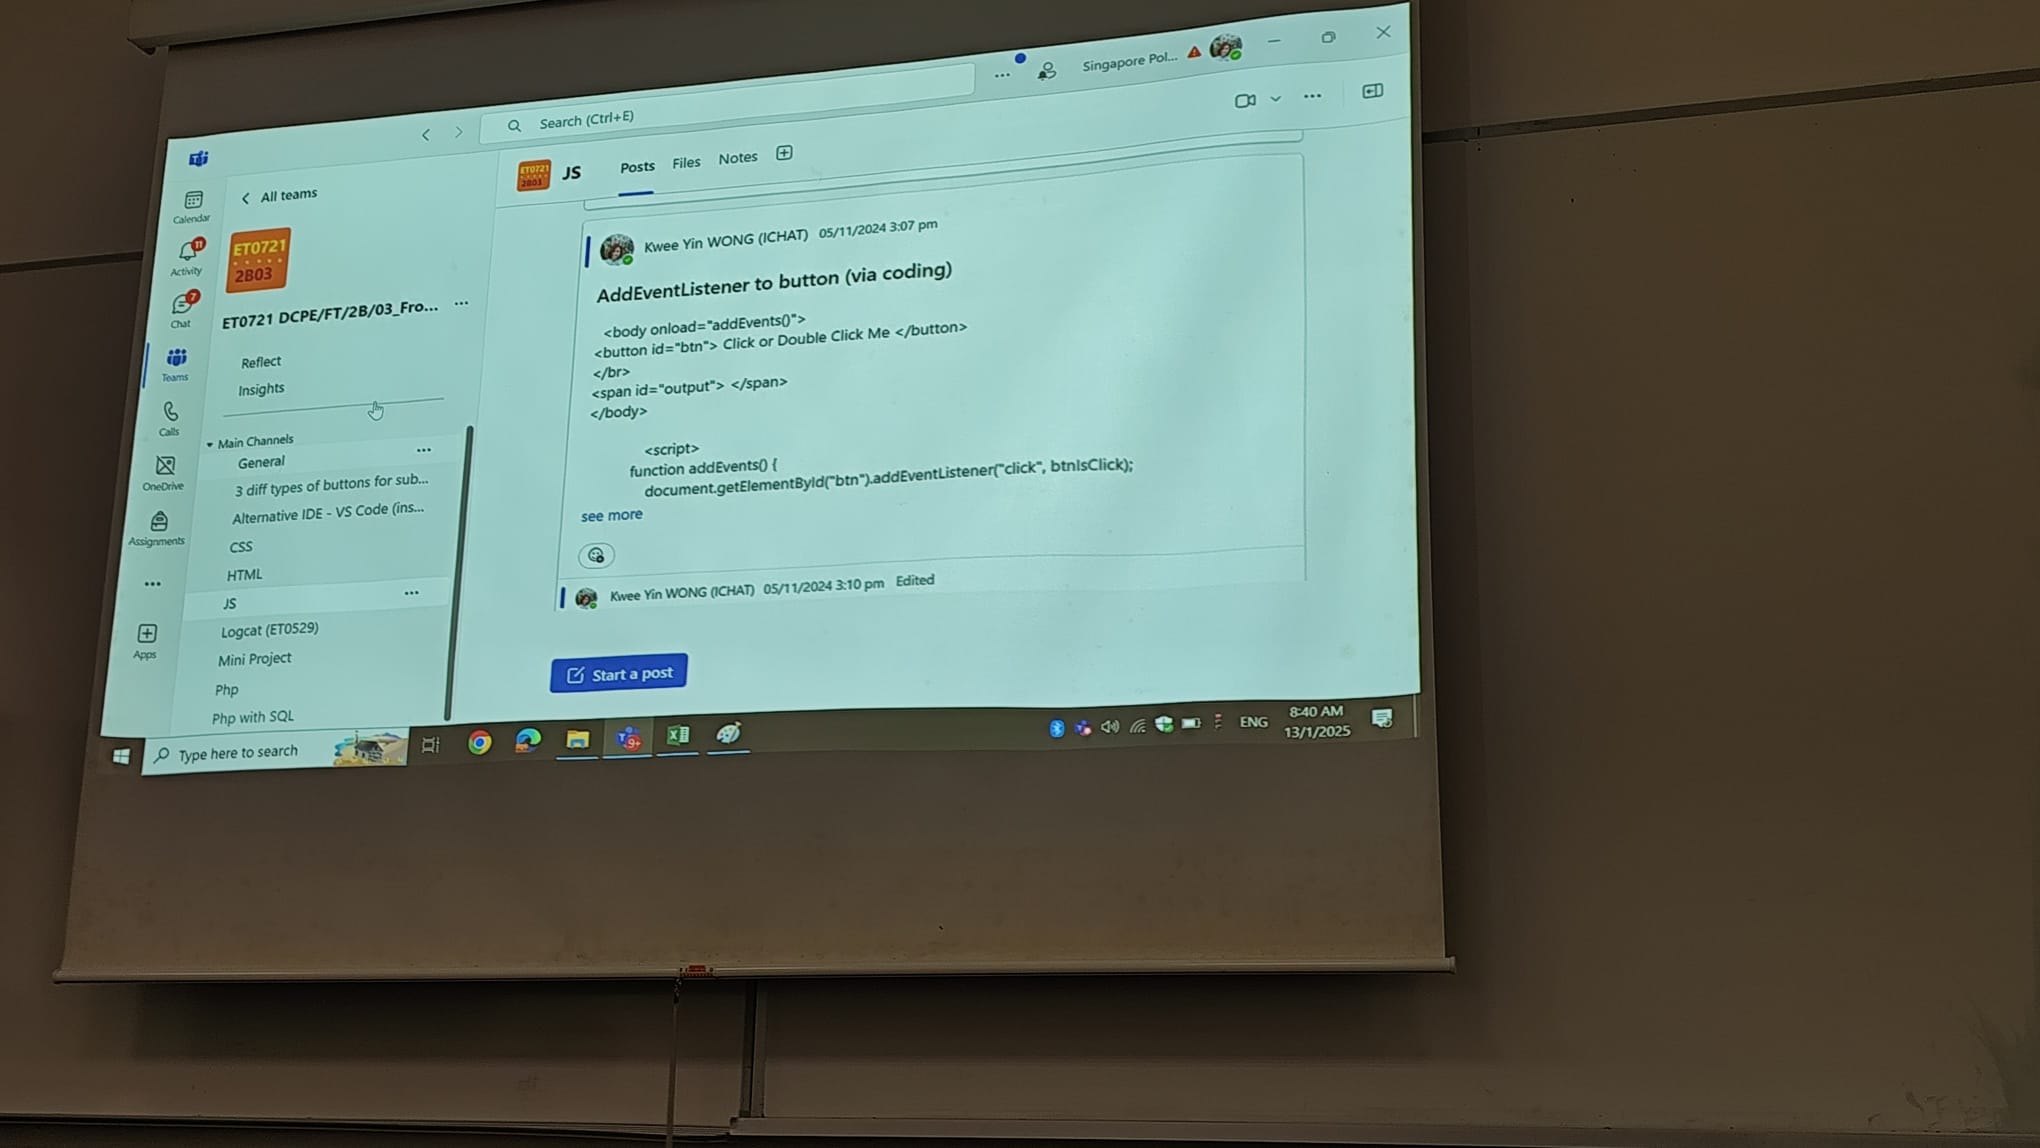 Search (Ctrl+E)
Singapore Pol...
ET0721
2B03
JS
Posts
Files
Notes
Calendar
11
Activity
7
Chat
Teams
Calls
OneDrive
Assignments
Apps
All teams
ET0721
2B03
ET0721 DCPE/FT/2B/03_Fro...
Reflect
Insights
Main Channels
General
3 diff types of buttons for sub...
Alternative IDE - VS Code (ins...
CSS
HTML
JS
Logcat (ET0529)
Mini Project
Php
Php with SQL
Kwee Yin WONG (ICHAT) 05/11/2024 3:07 pm
AddEventListener to button (via coding)
<body onload="addEvents()">
<button id="btn"> Click or Double Click Me </button>
</br>
<span id="output"> </span>
</body>
<script>
function addEvents() {
document.getElementById("btn").addEventListener("click", btnIsClick);
see more
Kwee Yin WONG (ICHAT) 05/11/2024 3:10 pm Edited
Start a post
Type here to search
9+
ENG
8:40 AM
13/1/2025